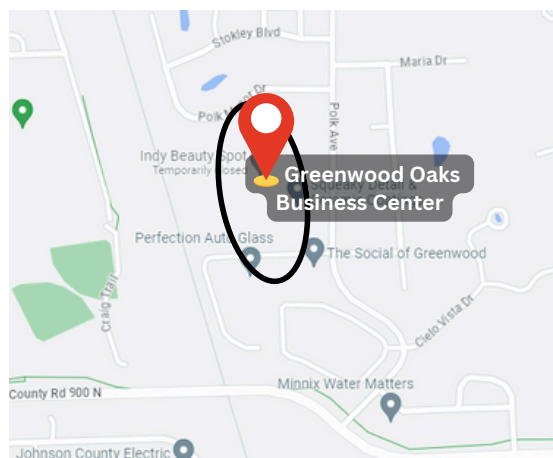 Stokley Blvd
Maria Dr
Polk Manor Dr
Polk Ave
Indy Beauty Spot
Temporarily closed
Greenwood Oaks
Business Center
Squeaky Detail &
Perfection Auto Glass
The Social of Greenwood
Craig Trail
Cielo Vista Dr
Minnix Water Matters
County Rd 900 N
Johnson County Electric